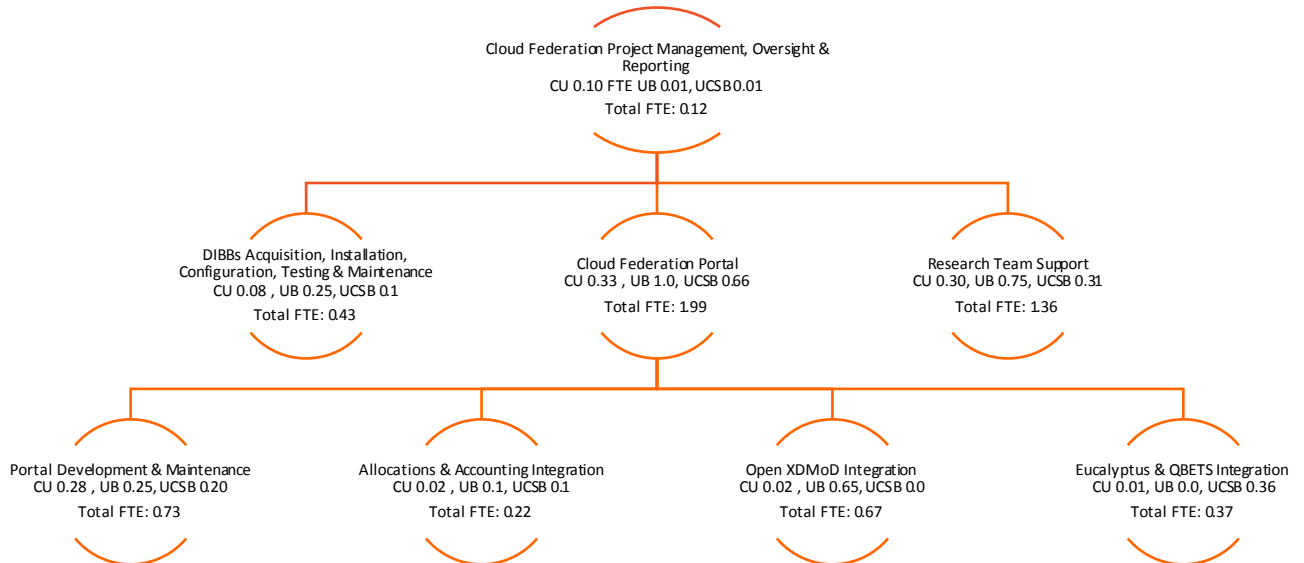 Cloud Federation Project Management, Oversight &
Reporting
CU 0.10 FTE UB 0.01, UCSB 0.01
Total FTE: 0.12
DIBBs Acquisition, Installation,
Configuration, Testing & Maintenance
CU 0.08 , UB 0.25, UCSB 0.1
Total FTE: 0.43
Cloud Federation Portal
CU 0.33 , UB 1.0, UCSB 0.66
Total FTE: 1.99
Research Team Support
CU 0.30, UB 0.75, UCSB 0.31
Total FTE: 1.36
Portal Development & Maintenance
CU 0.28 , UB 0.25, UCSB 0.20
Total FTE: 0.73
Allocations & Accounting Integration
CU 0.02 , UB 0.1, UCSB 0.1
Total FTE: 0.22
Open XDMoD Integration
CU 0.02 , UB 0.65, UCSB 0.0
Total FTE: 0.67
Eucalyptus & QBETS Integration
CU 0.01, UB 0.0, UCSB 0.36
Total FTE: 0.37